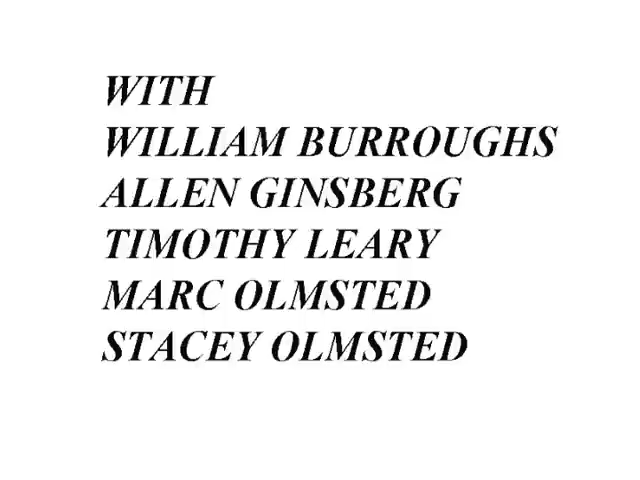 WITH
WILLIAM BURROUGHS
ALLEN GINSBERG
TIMOTHY LEARY
MARC OLMSTED
STACEY OLMSTED